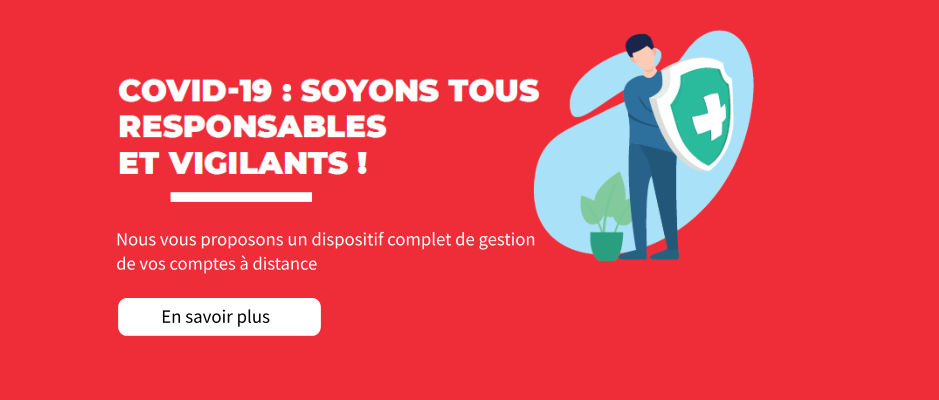 COVID-19 : SOYONS TOUS
RESPONSABLES
ET VIGILANTS !
Nous vous proposons un dispositif complet de gestion
de vos comptes à distance
En savoir plus